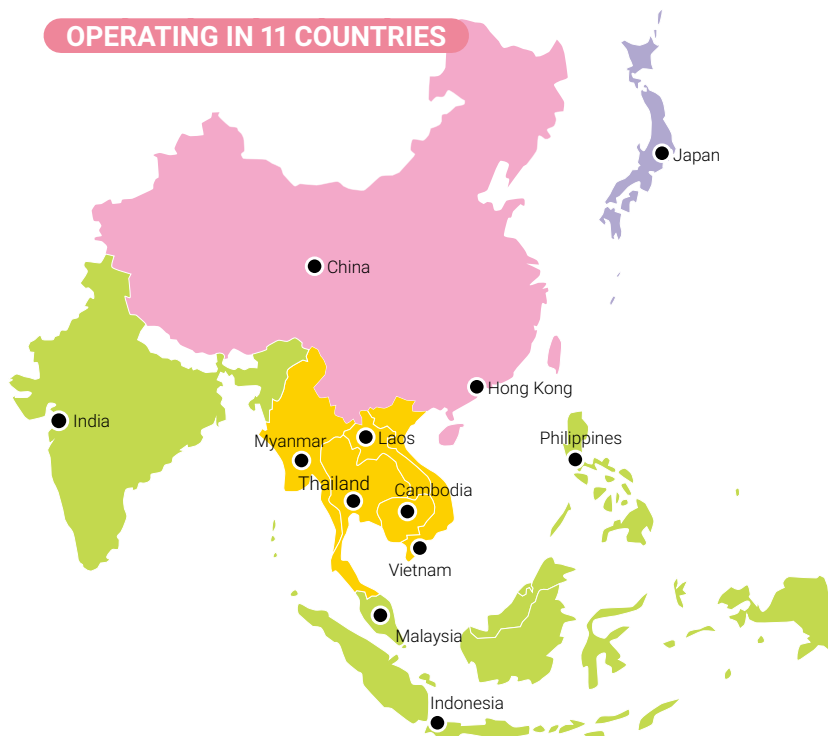 OPERATING IN 11 COUNTRIES
Japan
China
Hong Kong
India
Myanmar
Laos
Philippines
Thailand
Cambodia
Vietnam
Malaysia
Indonesia